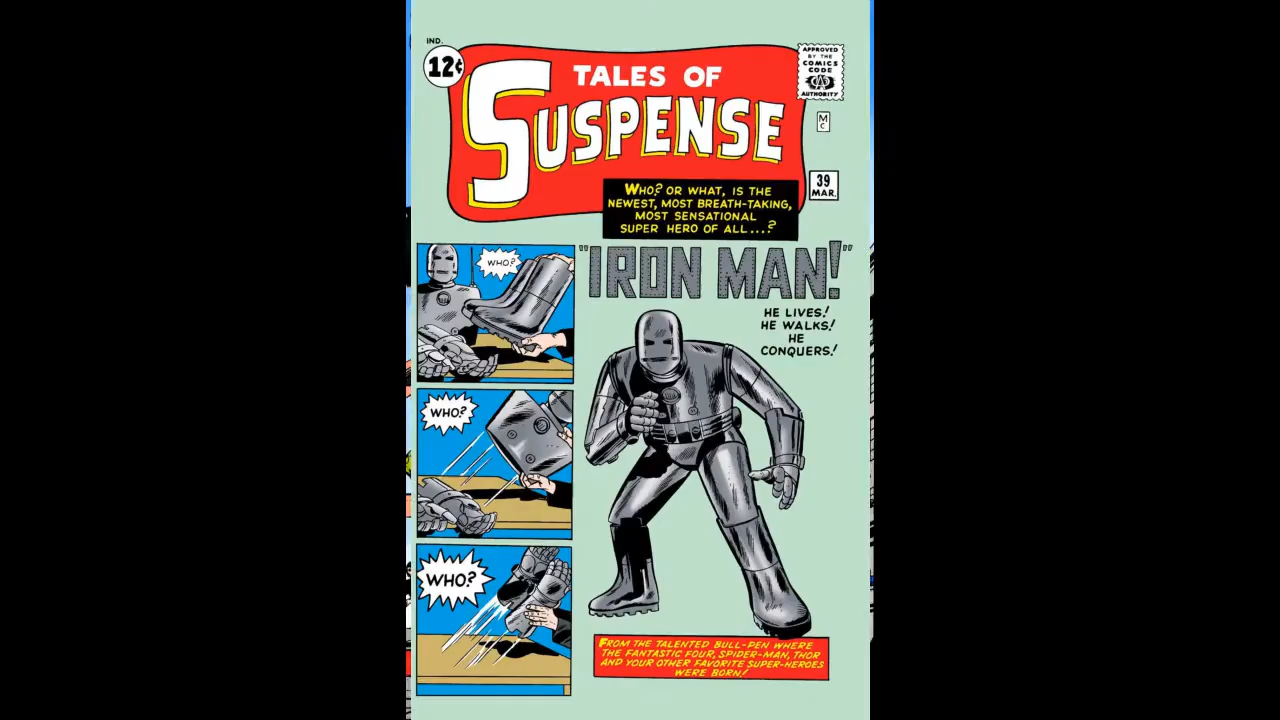 IND.
12¢
TALES OF
SUSPENSE
APPROVED
BY THE
COMICS
CODE
CA
AUTHORITY
M
C
39
MAR.
WHO? OR WHAT, IS THE
NEWEST, MOST BREATH-TAKING,
MOST SENSATIONAL
SUPER HERO OF ALL...?
"IRON MAN!"
HE LIVES!
HE WALKS!
HE
CONQUERS!
WHO?
WHO?
WHO?
FROM THE TALENTED BULL-PEN WHERE
THE FANTASTIC FOUR, SPIDER-MAN, THOR
AND YOUR OTHER FAVORITE SUPER-HEROES
WERE BORN!